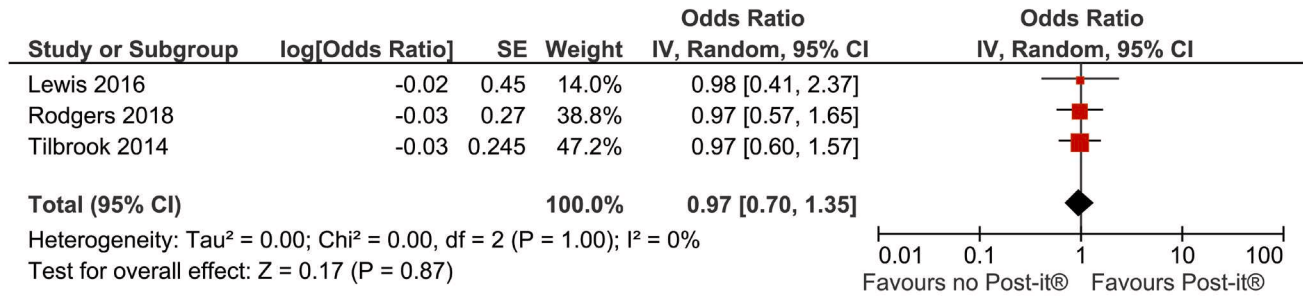 Odds Ratio Odds Ratio
Study or Subgroup log[Odds Ratio] SE Weight IV, Random, 95% CI IV, Random, 95% CI
Lewis 2016 -0.02 0.45 14.0% 0.98 [0.41, 2.37]
Rodgers 2018 -0.03 0.27 38.8% 0.97 [0.57, 1.65]
Tilbrook 2014 -0.03 0.245 47.2% 0.97 [0.60, 1.57]
Total (95% CI) 100.0% 0.97 [0.70, 1.35]
Heterogeneity: Tau² = 0.00; Chi² = 0.00, df = 2 (P = 1.00); I² = 0%
Test for overall effect: Z = 0.17 (P = 0.87)
0.01 0.1 1 10 100
Favours no Post-it® Favours Post-it®